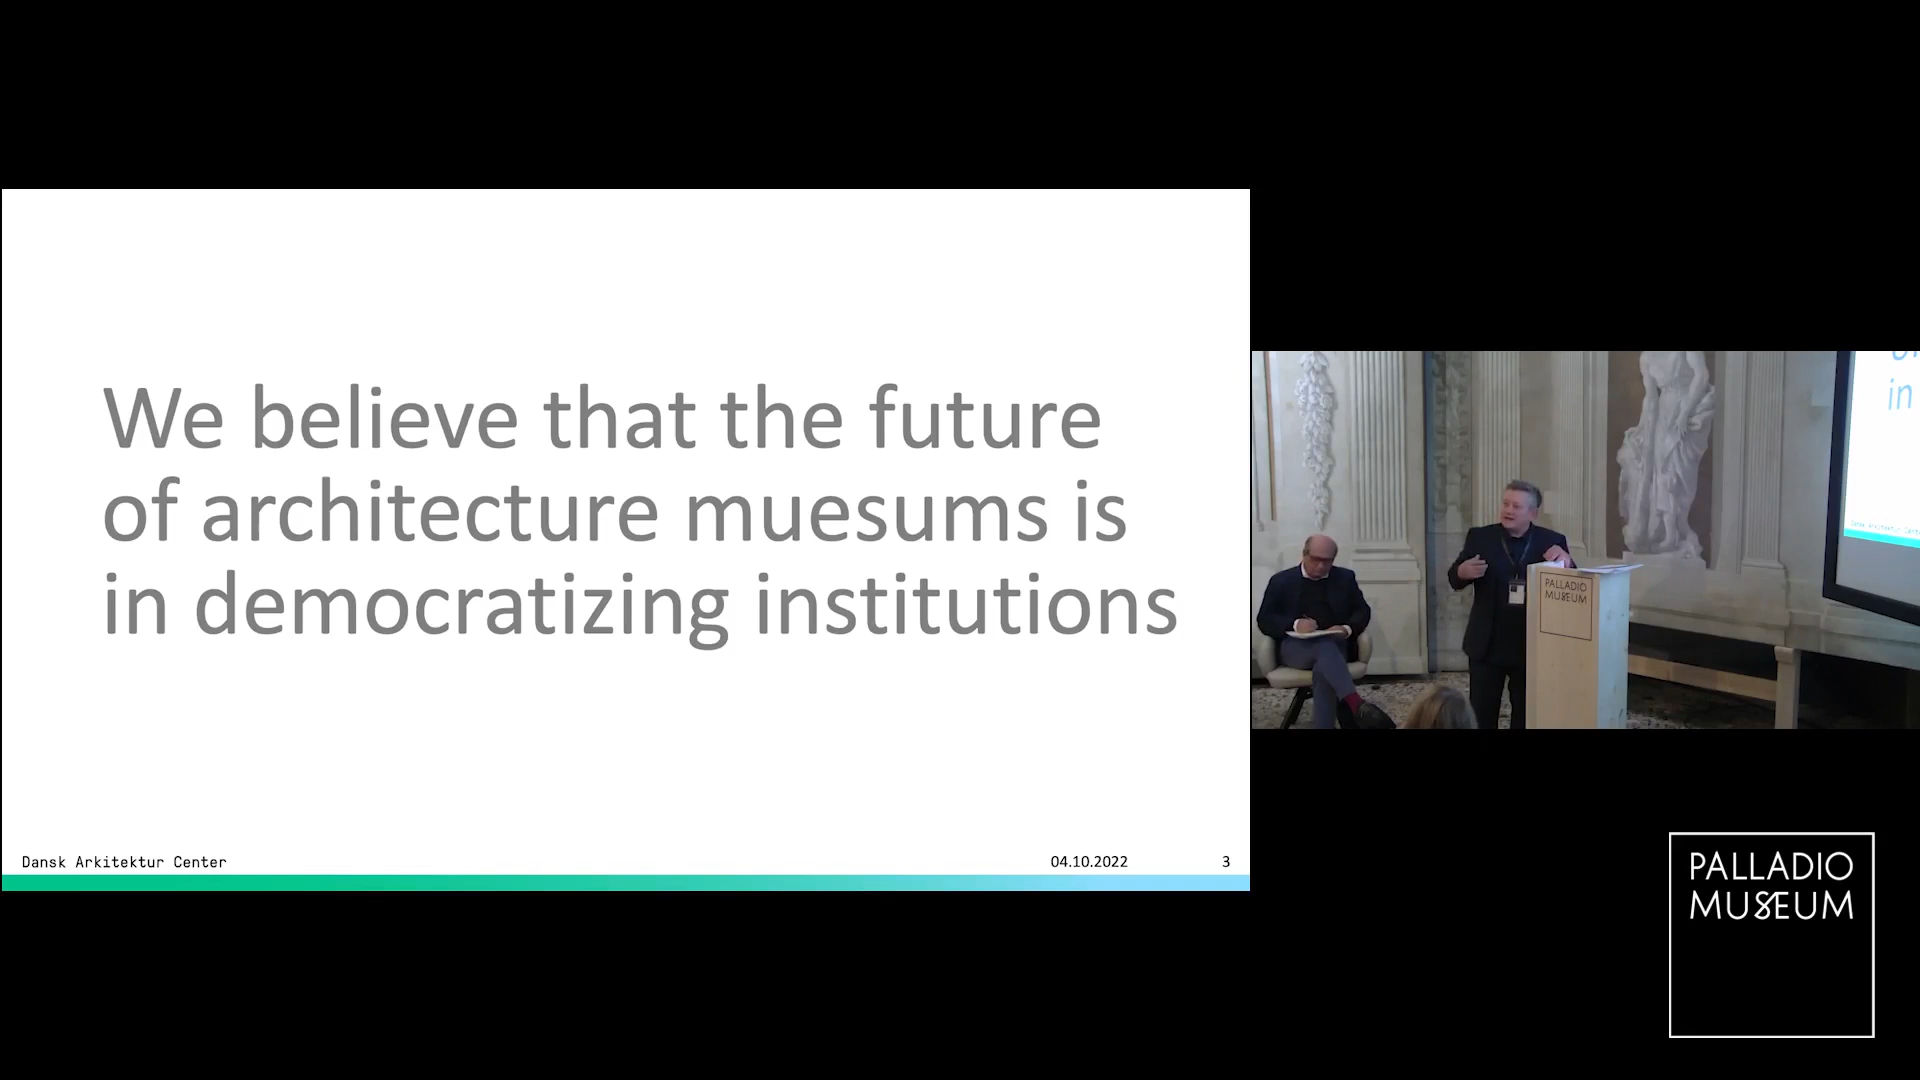 We believe that the future
of architecture muesums is
in democratizing institutions
Dansk Arkitektur Center
04.10.2022
3
in
PALLADIO
MUSEUM
PALLADIO
MUSEUM